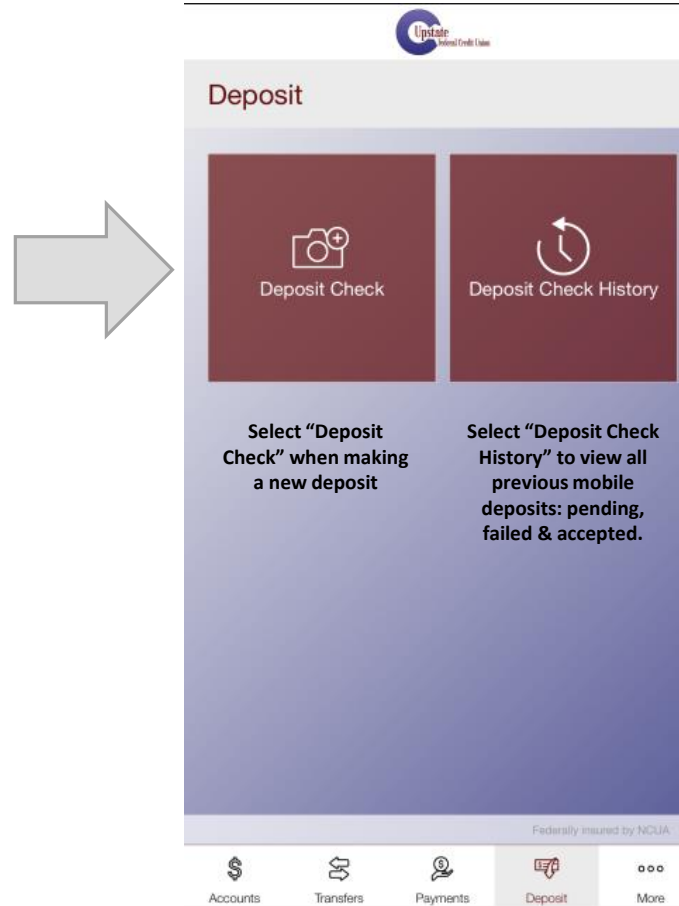 Upstate
Federal Credit Union
Deposit
Deposit Check
Deposit Check History
Select “Deposit
Check” when making
a new deposit
Select “Deposit Check
History” to view all
previous mobile
deposits: pending,
failed & accepted.
Federally insured by NCUA
Accounts
Transfers
Payments
Deposit
More